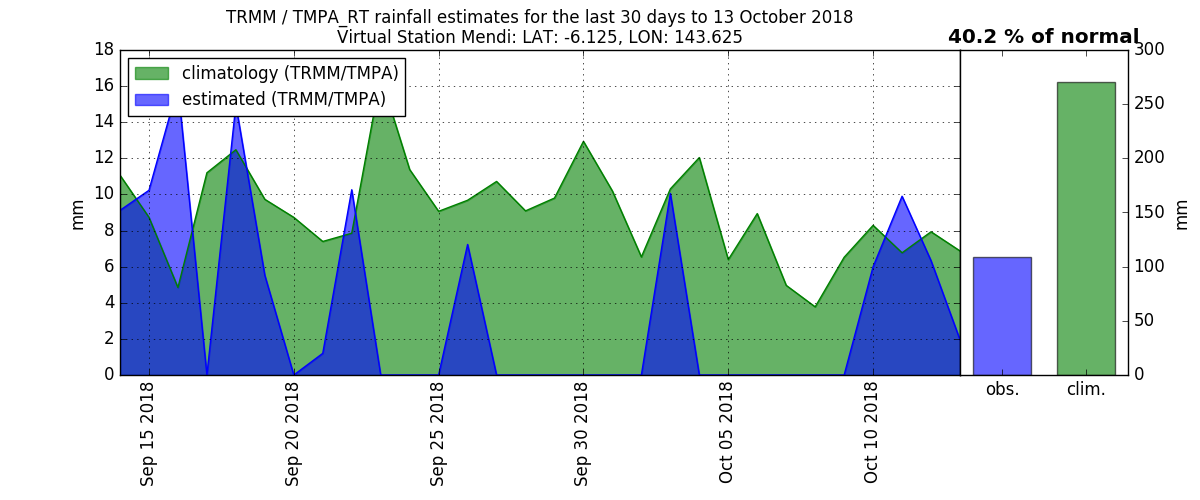 TRMM / TMPA_RT rainfall estimates for the last 30 days to 13 October 2018
Virtual Station Mendi: LAT: -6.125, LON: 143.625
40.2 % of normal
climatology (TRMM/TMPA)
estimated (TRMM/TMPA)
18
16
14
12
10
8
6
4
2
0
mm
Sep 15 2018
Sep 20 2018
Sep 25 2018
Sep 30 2018
Oct 05 2018
Oct 10 2018
obs.
clim.
300
250
200
150
100
50
0
mm